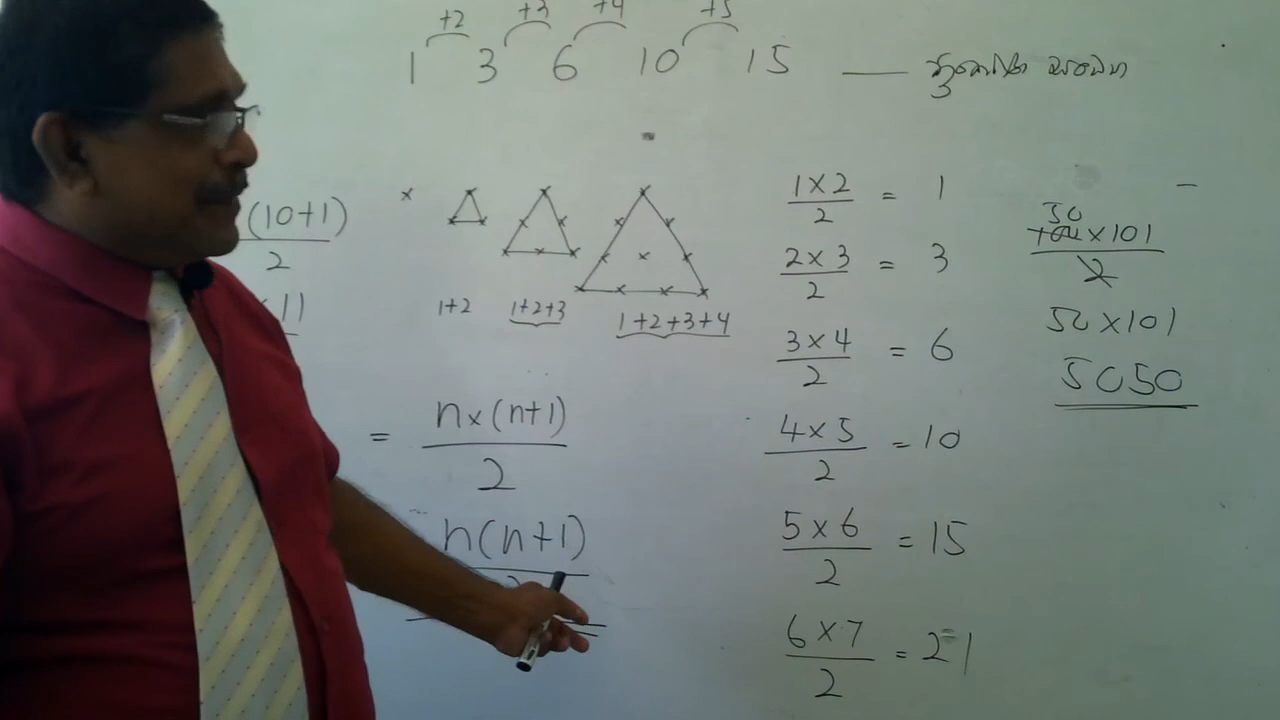 +2 +3 +4 +5
1 3 6 10 15 — ත්‍රිකෝණ සංඛ්‍යා
(10+1)
2
11
1+2 1+2+3 1+2+3+4
= n×(n+1)
2
n(n+1)
1×2/2 = 1
2×3/2 = 3
3×4/2 = 6
4×5/2 = 10
5×6/2 = 15
6×7/2 = 21
50
100×101
2
50×101
5050